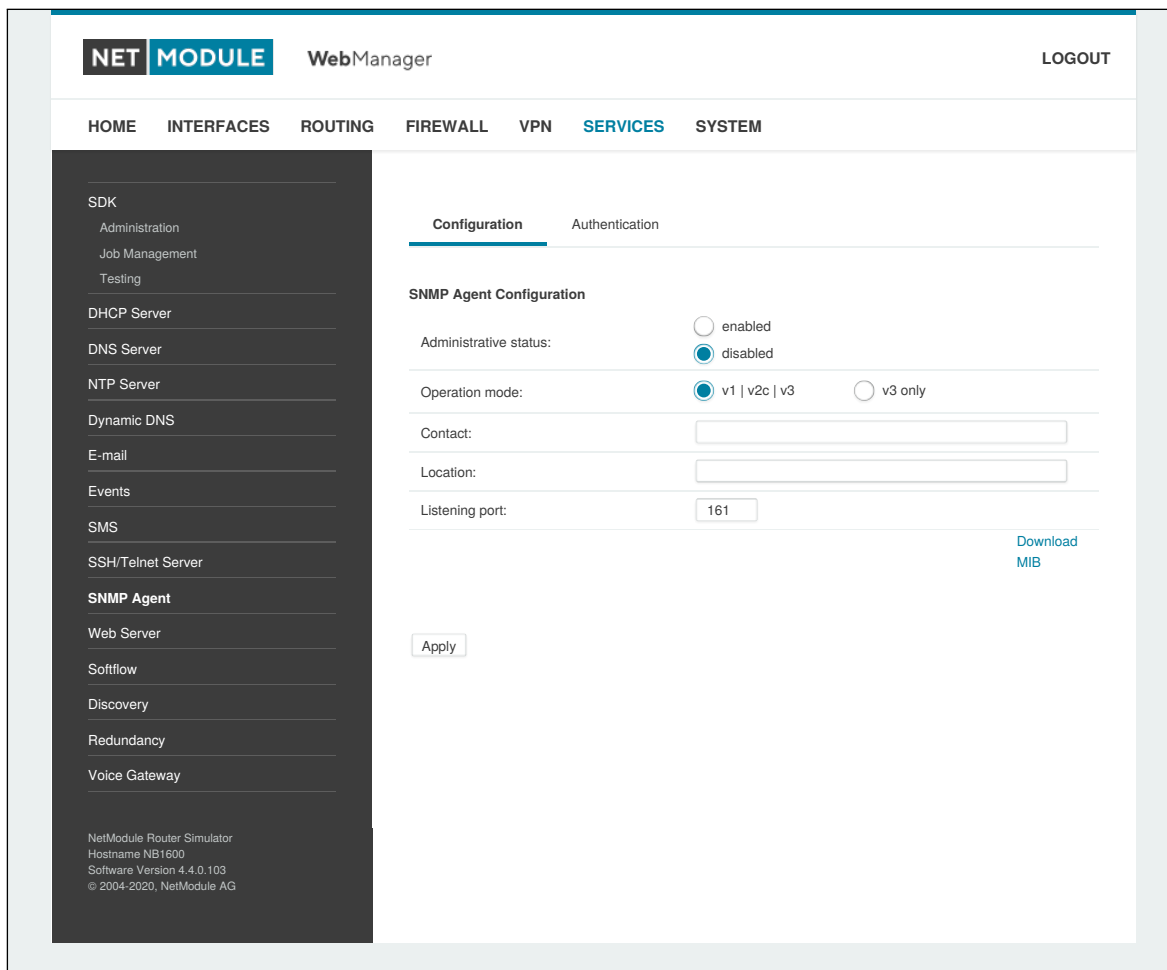 NET MODULE WebManager LOGOUT
HOME INTERFACES ROUTING FIREWALL VPN SERVICES SYSTEM
SDK
Administration
Job Management
Testing
DHCP Server
DNS Server
NTP Server
Dynamic DNS
E-mail
Events
SMS
SSH/Telnet Server
SNMP Agent
Web Server
Softflow
Discovery
Redundancy
Voice Gateway
NetModule Router Simulator
Hostname NB1600
Software Version 4.4.0.103
© 2004-2020, NetModule AG
Configuration Authentication
SNMP Agent Configuration
Administrative status:
enabled
disabled
Operation mode: v1 | v2c | v3 v3 only
Contact:
Location:
Listening port: 161
Download
MIB
Apply